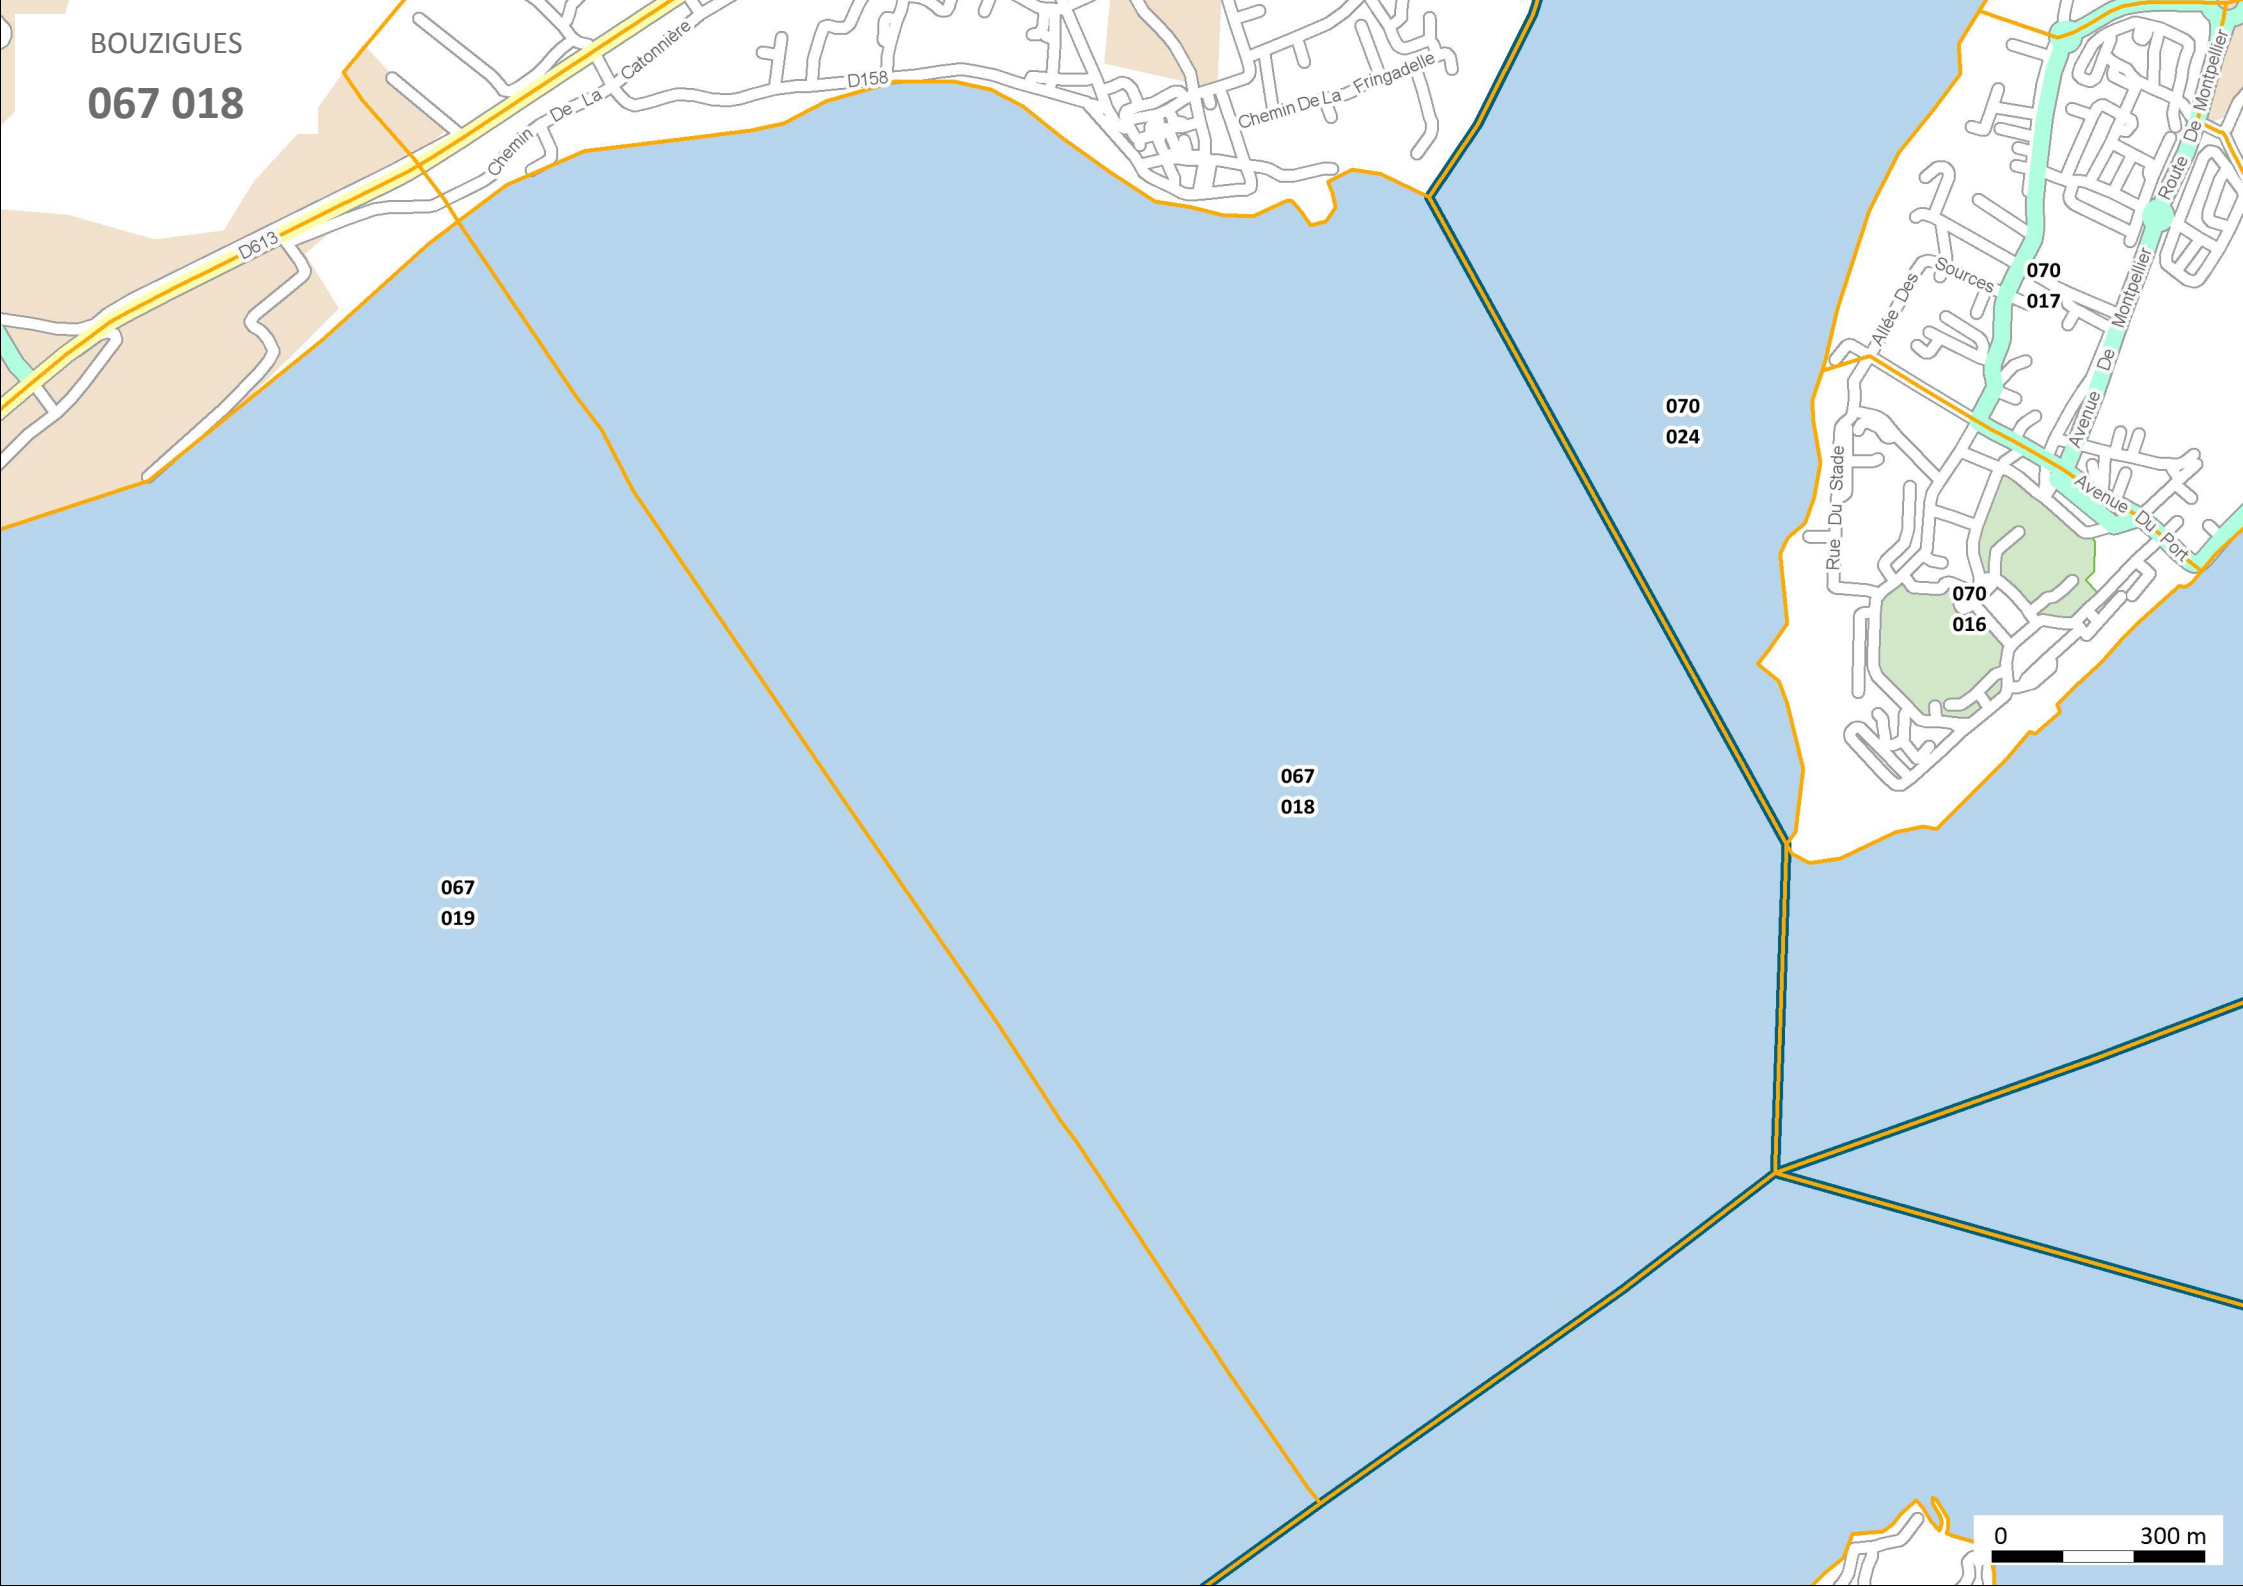 BOUZIGUES
067 018
Chemin De La Catonnière
D158
Chemin De La Fringadelle
D613
Route De Montpellier
Allée Des Sources
070
017
Avenue De Montpellier
070
024
Rue Du Stade
Avenue Du Port
070
016
067
018
067
019
0 300 m